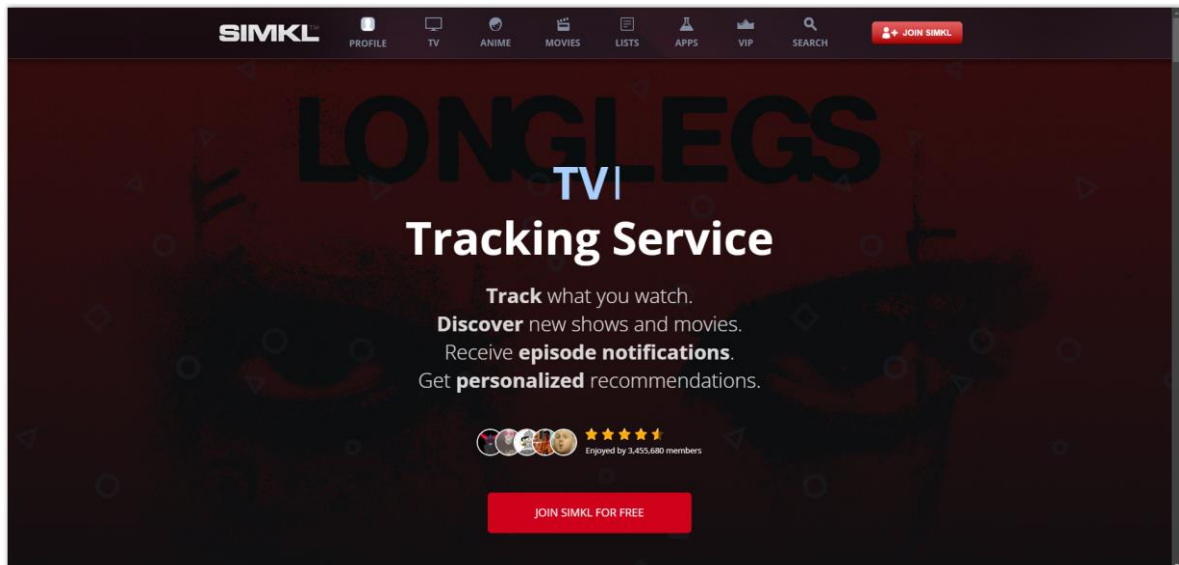 SIMKL™
PROFILE
TV
ANIME
MOVIES
LISTS
APPS
VIP
SEARCH
JOIN SIMKL
LONGLEGS
TV|
Tracking Service
Track what you watch.
Discover new shows and movies.
Receive episode notifications.
Get personalized recommendations.
Enjoyed by 3,455,680 members
JOIN SIMKL FOR FREE